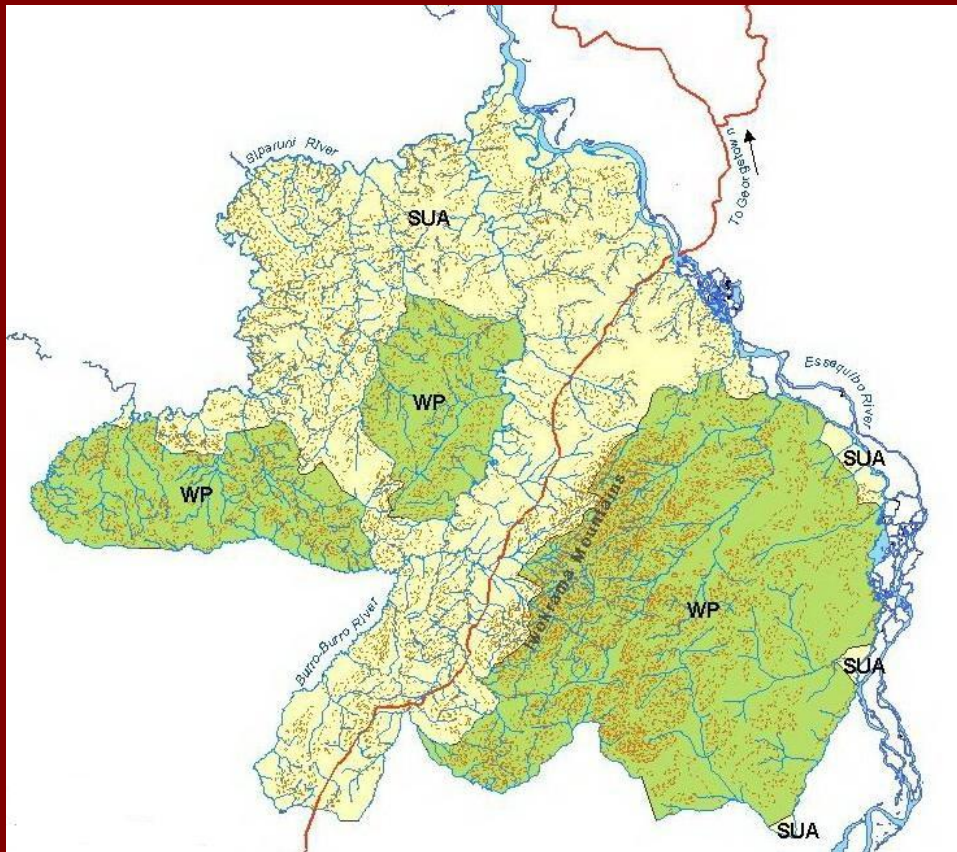 Siparuni River
SUA
To Georgetown
Essequibo River
WP
WP
SUA
Iwokrama Mountains
WP
Burro-Burro River
SUA
SUA